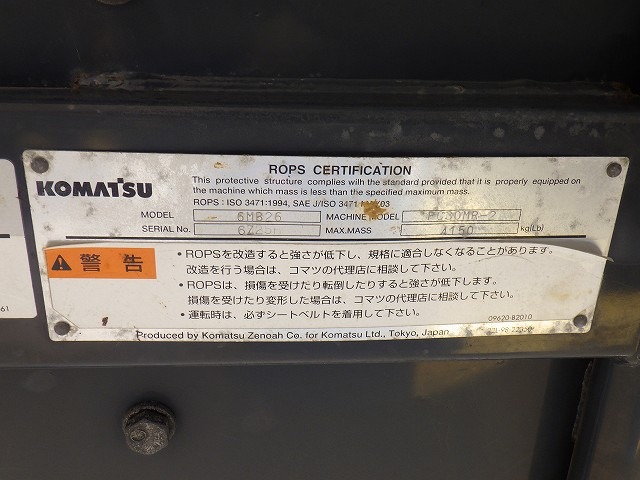 ROPS CERTIFICATION
KOMATSU
This protective structure complies with the standard provided that it is properly equipped on
the machine which mass is less than the specified maximum mass.
ROPS : ISO 3471:1994, SAE J/ISO 3471
MODEL 6MB26 MACHINE MODEL PC30MR-2
SERIAL No. MAX.MASS 4150 kg(Lb)
警告
・ROPSを改造すると強さが低下し、規格に適合しなくなることがあります。
改造を行う場合は、コマツの代理店に相談して下さい。
・ROPSは、損傷を受けたり転倒したりすると強さが低下します。
損傷を受けたり変形した場合は、コマツの代理店に相談して下さい。
・運転時は、必ずシートベルトを着用して下さい。
09620-B2010
Produced by Komatsu Zenoah Co. for Komatsu Ltd., Tokyo, Japan
61